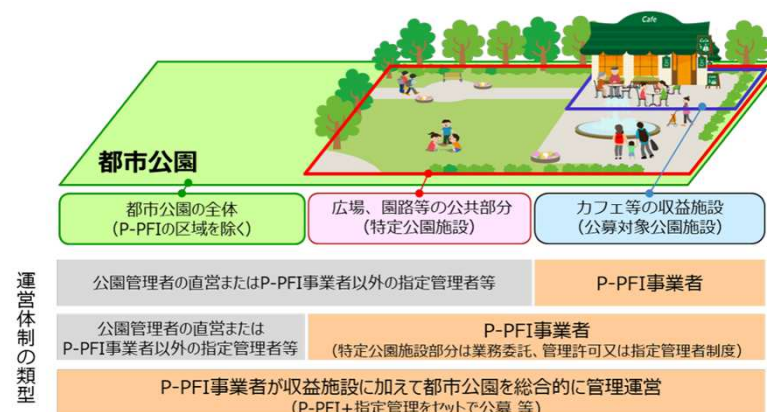 Cafe
都市公園
都市公園の全体
(P-PFIの区域を除く)
広場、園路等の公共部分
(特定公園施設)
カフェ等の収益施設
(公募対象公園施設)
運営体制の類型
公園管理者の直営またはP-PFI事業者以外の指定管理者等
P-PFI事業者
公園管理者の直営または
P-PFI事業者以外の指定管理者等
P-PFI事業者
(特定公園施設部分は業務委託、管理許可又は指定管理者制度)
P-PFI事業者が収益施設に加えて都市公園を総合的に管理運営
(P-PFI+指定管理をセットで公募 等)